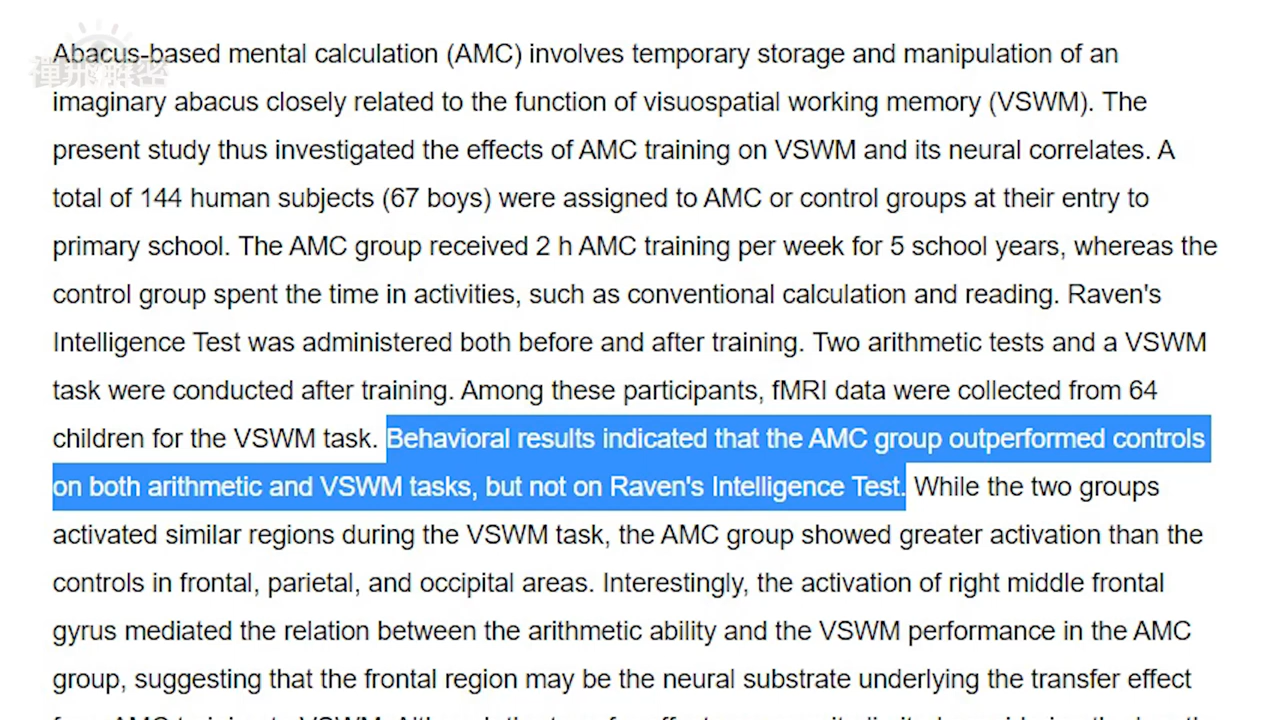 Abacus-based mental calculation (AMC) involves temporary storage and manipulation of an
imaginary abacus closely related to the function of visuospatial working memory (VSWM). The
present study thus investigated the effects of AMC training on VSWM and its neural correlates. A
total of 144 human subjects (67 boys) were assigned to AMC or control groups at their entry to
primary school. The AMC group received 2 h AMC training per week for 5 school years, whereas the
control group spent the time in activities, such as conventional calculation and reading. Raven's
Intelligence Test was administered both before and after training. Two arithmetic tests and a VSWM
task were conducted after training. Among these participants, fMRI data were collected from 64
children for the VSWM task. Behavioral results indicated that the AMC group outperformed controls
on both arithmetic and VSWM tasks, but not on Raven's Intelligence Test. While the two groups
activated similar regions during the VSWM task, the AMC group showed greater activation than the
controls in frontal, parietal, and occipital areas. Interestingly, the activation of right middle frontal
gyrus mediated the relation between the arithmetic ability and the VSWM performance in the AMC
group, suggesting that the frontal region may be the neural substrate underlying the transfer effect